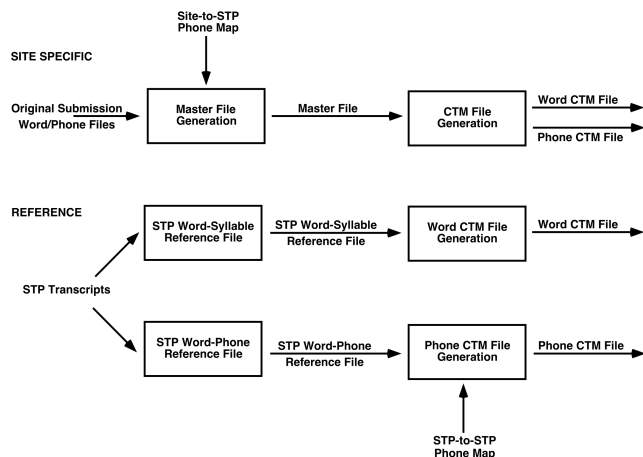 Site-to-STP
Phone Map
SITE SPECIFIC
Original Submission
Word/Phone Files
Master File
Generation
Master File
CTM File
Generation
Word CTM File
Phone CTM File
REFERENCE
STP Word-Syllable
Reference File
STP Word-Syllable
Reference File
Word CTM File
Generation
Word CTM File
STP Transcripts
STP Word-Phone
Reference File
STP Word-Phone
Reference File
Phone CTM File
Generation
Phone CTM File
STP-to-STP
Phone Map